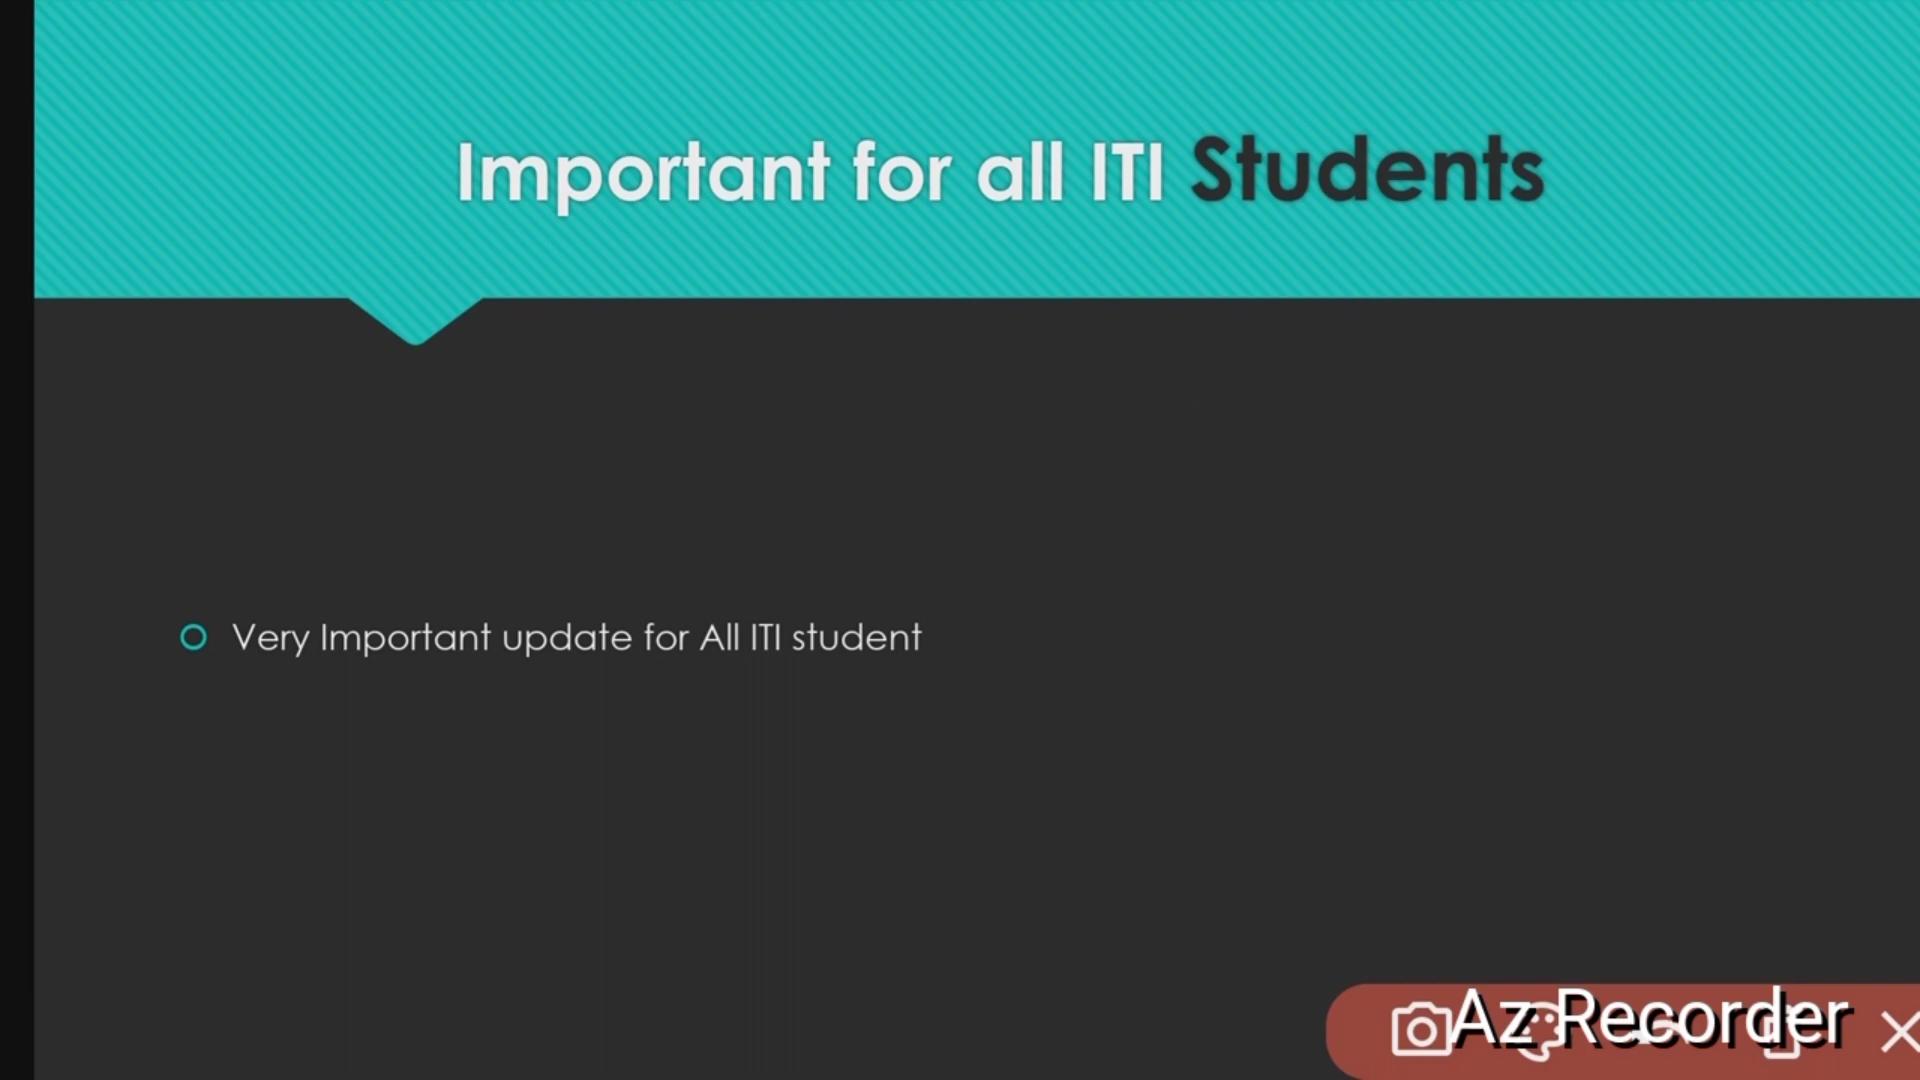 Important for all ITI Students
Very Important update for All ITI student
Az Recorder